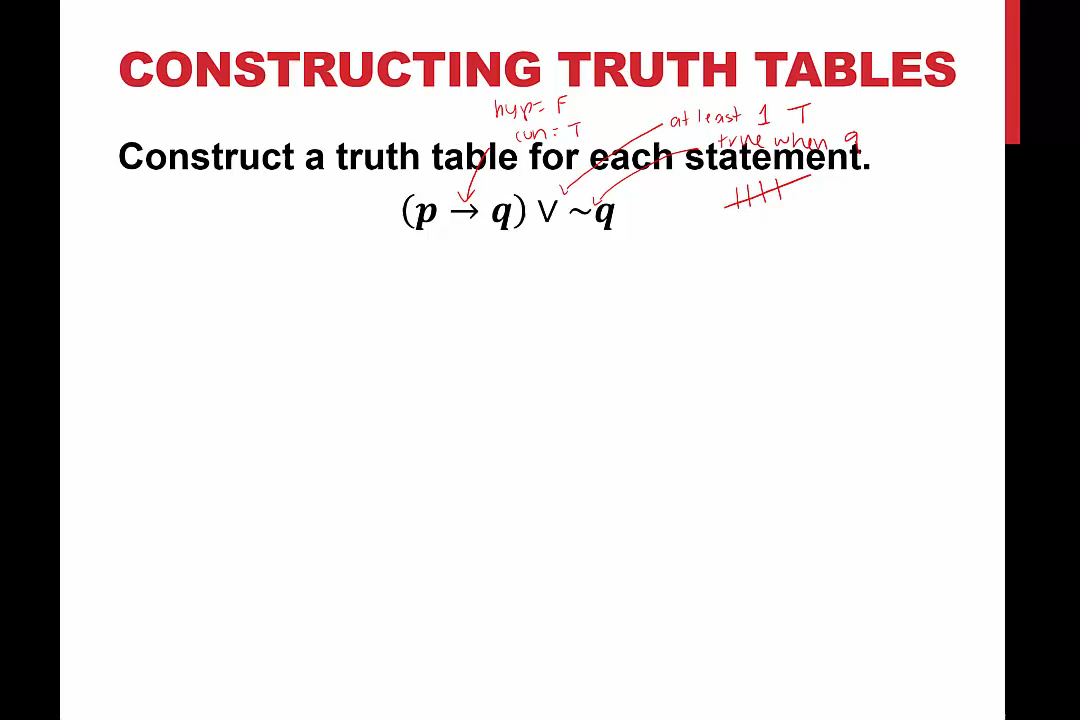 CONSTRUCTING TRUTH TABLES
hyp= F
con= T
at least 1 T
true when q
Construct a truth table for each statement.
(p → q) ∨ ~q